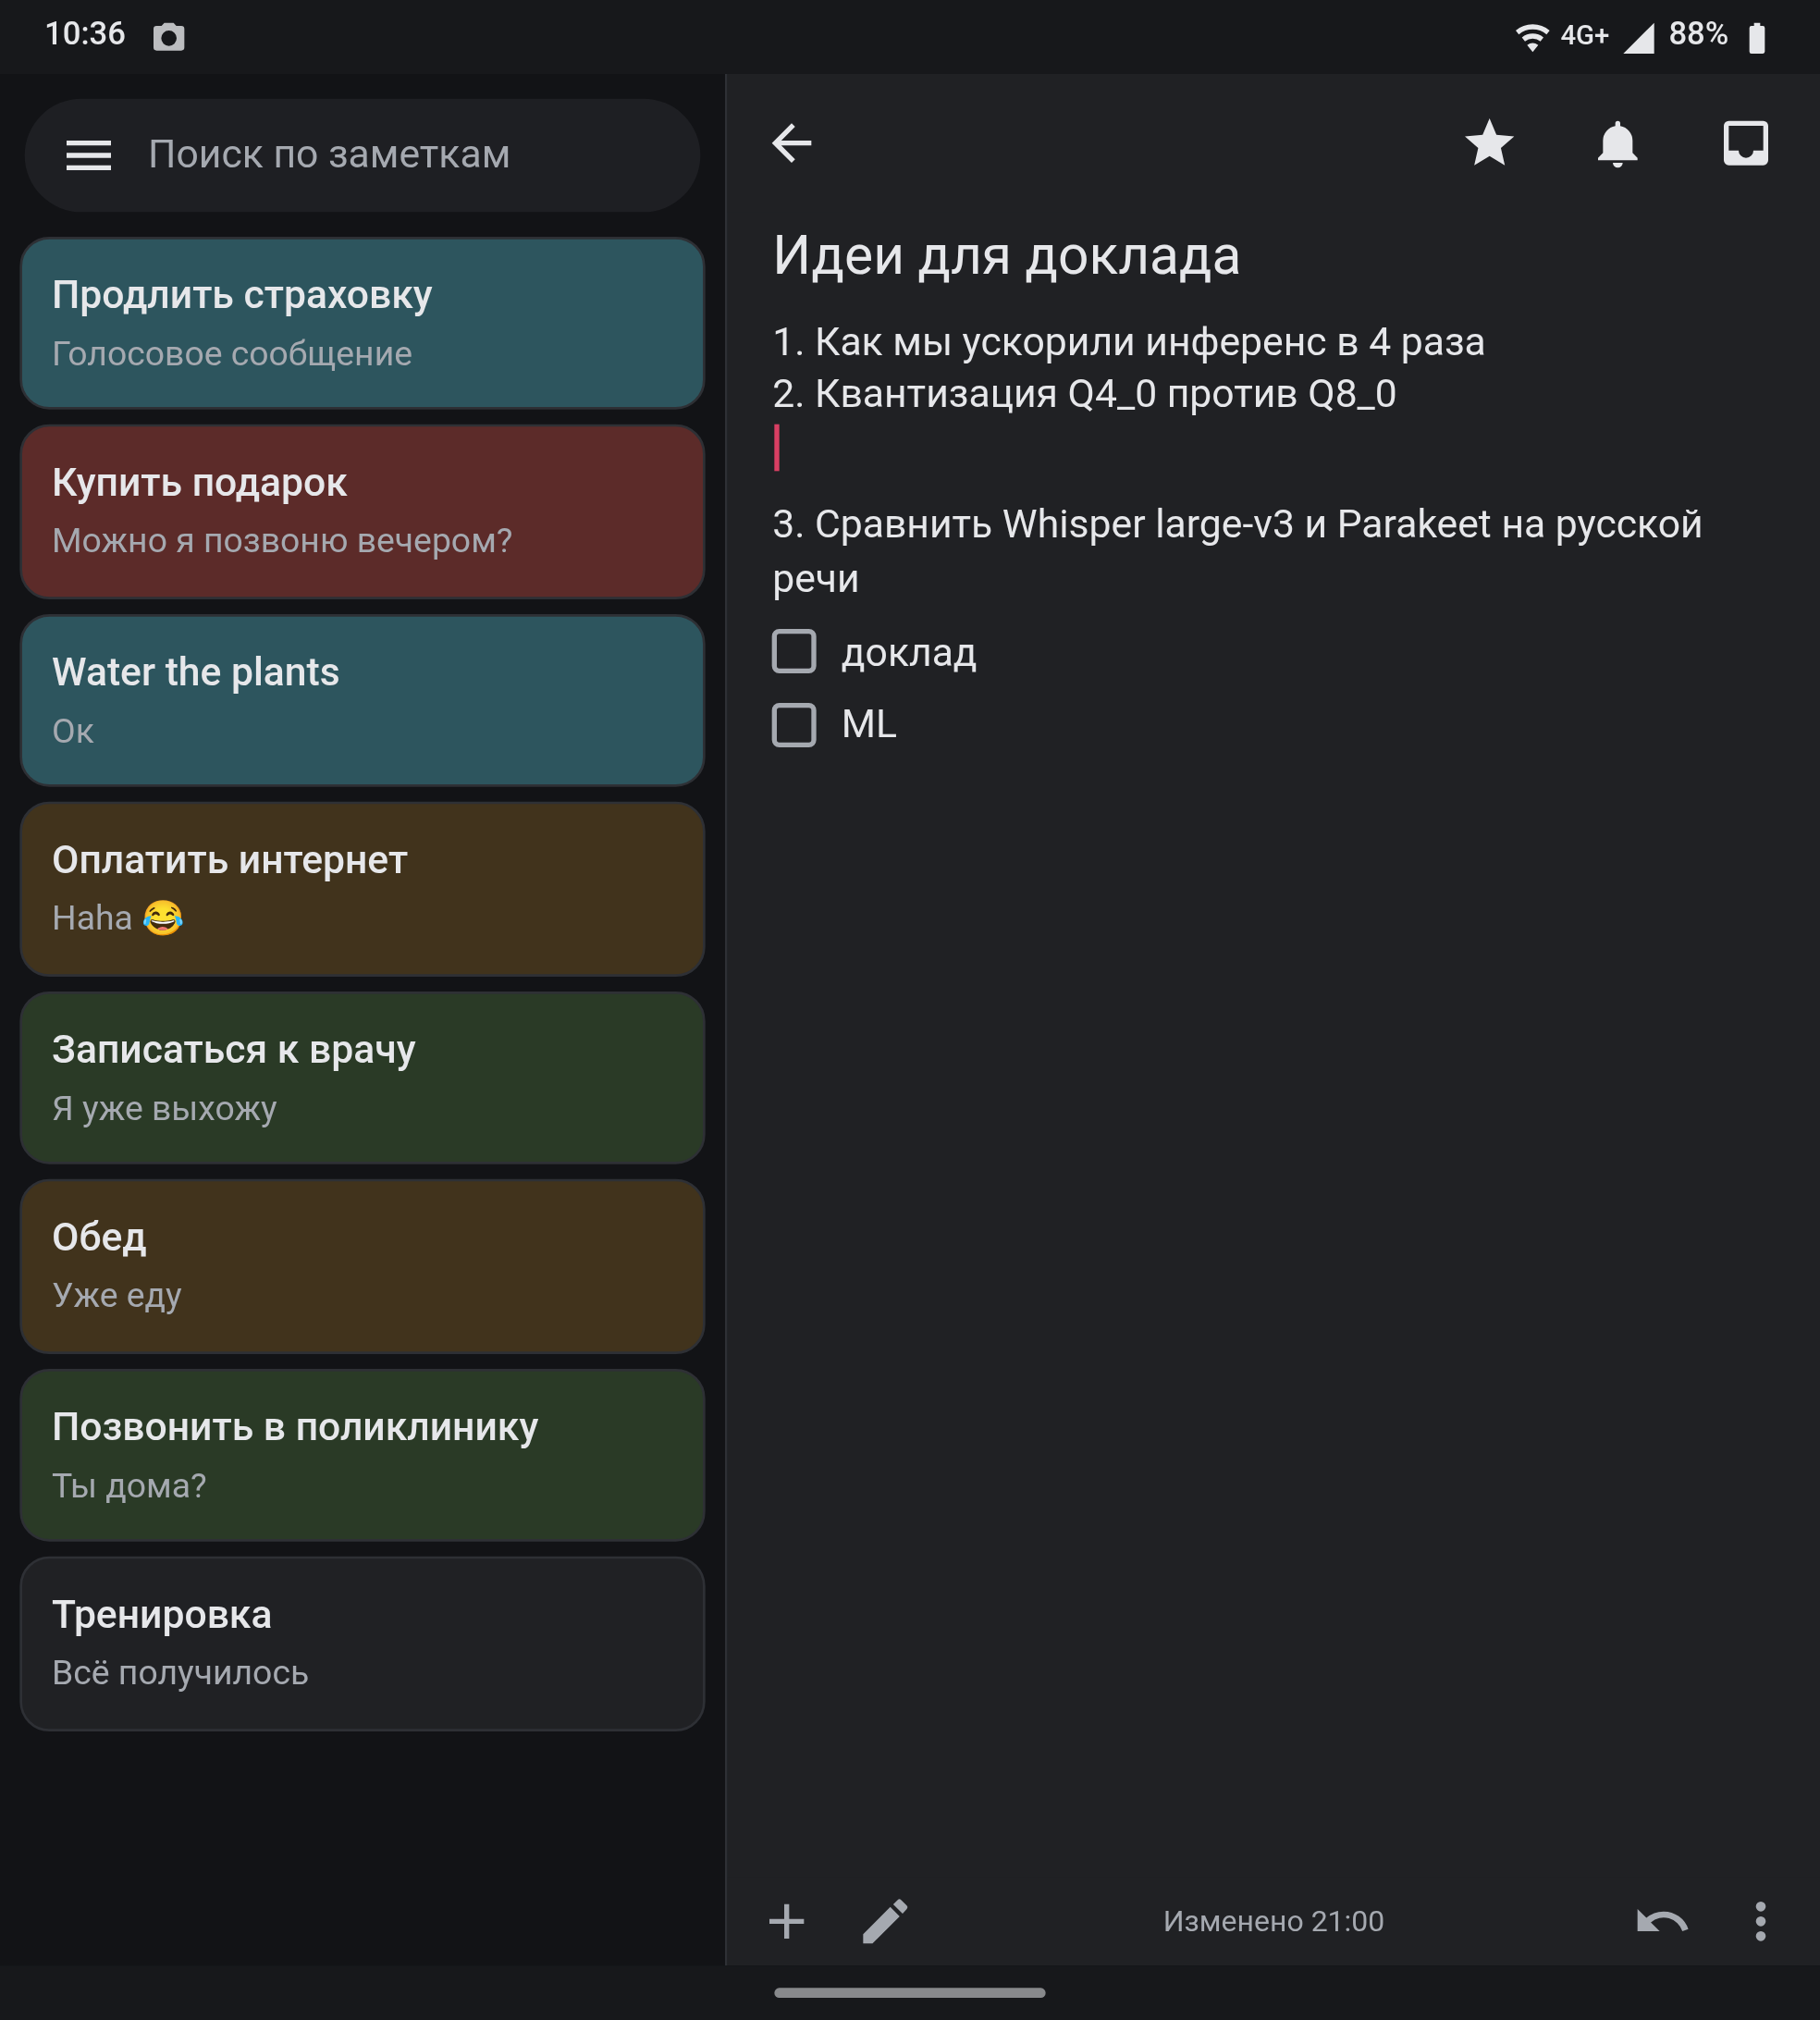 10:36
4G+ 88%
Поиск по заметкам
Продлить страховку
Голосовое сообщение
Купить подарок
Можно я позвоню вечером?
Water the plants
Ок
Оплатить интернет
Haha 😂
Записаться к врачу
Я уже выхожу
Обед
Уже еду
Позвонить в поликлинику
Ты дома?
Тренировка
Всё получилось
Идеи для доклада
1. Как мы ускорили инференс в 4 раза
2. Квантизация Q4_0 против Q8_0
3. Сравнить Whisper large-v3 и Parakeet на русской
речи
доклад
ML
Изменено 21:00